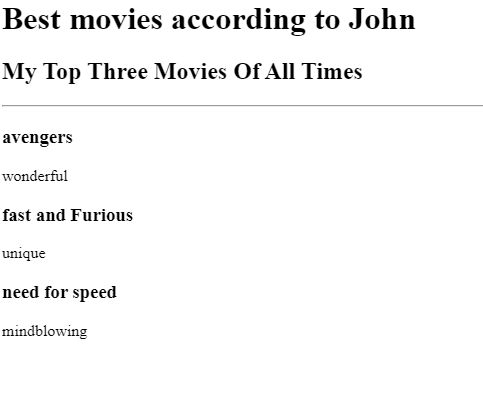 Best movies according to John
My Top Three Movies Of All Times
avengers
wonderful
fast and Furious
unique
need for speed
mindblowing